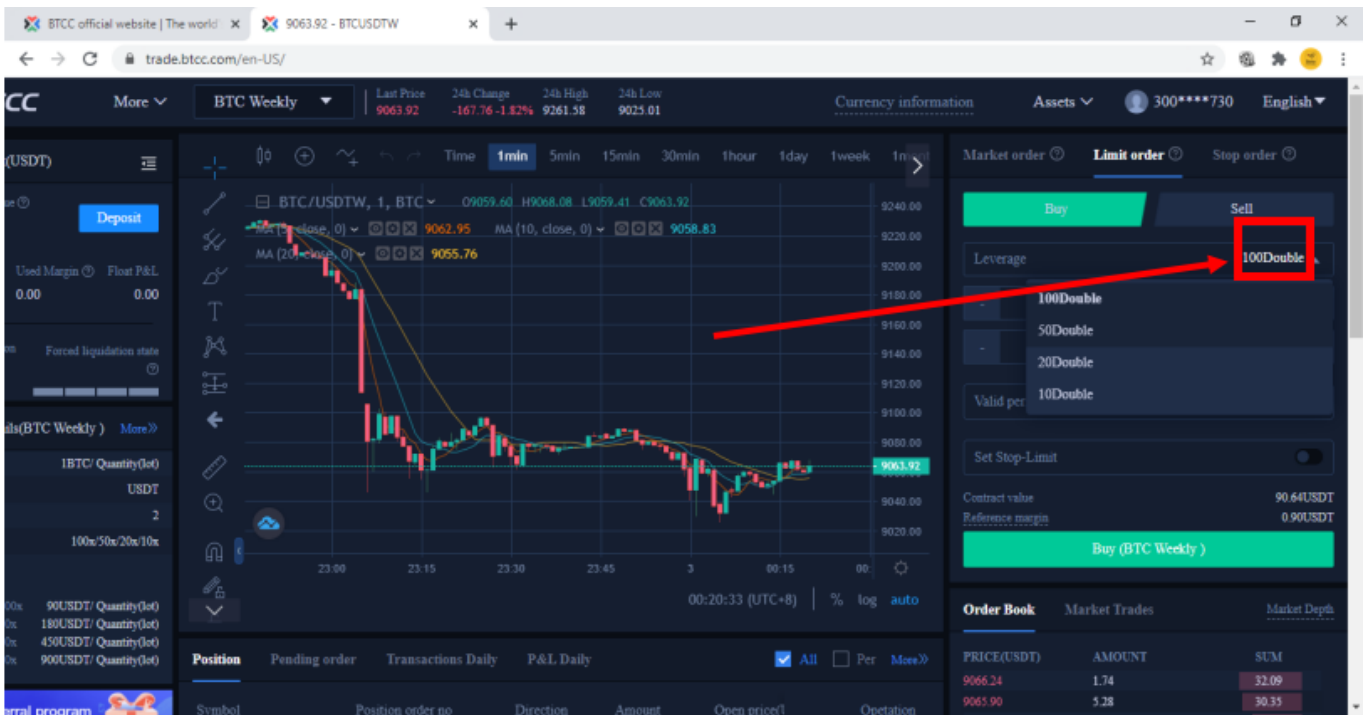 BTCC official website | The world
9063.92 - BTCUSDTW
trade.btcc.com/en-US/
More
BTC Weekly
Last Price
9063.92
24h Change
-167.76 -1.82%
24h High
9261.58
24h Low
9025.01
Currency information
Assets
300****730
English
(USDT)
Deposit
Used Margin
Float P&L
0.00
0.00
Forced liquidation state
(BTC Weekly )
More
1BTC/ Quantity(lot)
USDT
2
100x/50x/20x/10x
90USDT/ Quantity(lot)
180USDT/ Quantity(lot)
450USDT/ Quantity(lot)
900USDT/ Quantity(lot)
program
Time
1min
5min
15min
30min
1hour
1day
1week
BTC/USDTW, 1, BTC
O9059.60 H9068.08 L9059.41 C9063.92
MA (5, close, 0)
9062.95
MA (10, close, 0)
9058.83
MA (20, close, 0)
9055.76
9240.00
9220.00
9200.00
9180.00
9160.00
9140.00
9120.00
9100.00
9080.00
9063.92
9040.00
9020.00
23:00
23:15
23:30
23:45
3
00:15
00:
00:20:33 (UTC+8)
%
log
auto
Position
Pending order
Transactions Daily
P&L Daily
All
Per
More
Symbol
Position order no
Direction
Amount
Open price
Opetation
Market order
Limit order
Stop order
Buy
Sell
Leverage
100Double
100Double
50Double
20Double
10Double
Valid per
Set Stop-Limit
Contract value
90.64USDT
Reference margin
0.90USDT
Buy (BTC Weekly )
Order Book
Market Trades
Market Depth
PRICE(USDT)
AMOUNT
SUM
9066.24
1.74
32.09
9065.90
5.28
30.35